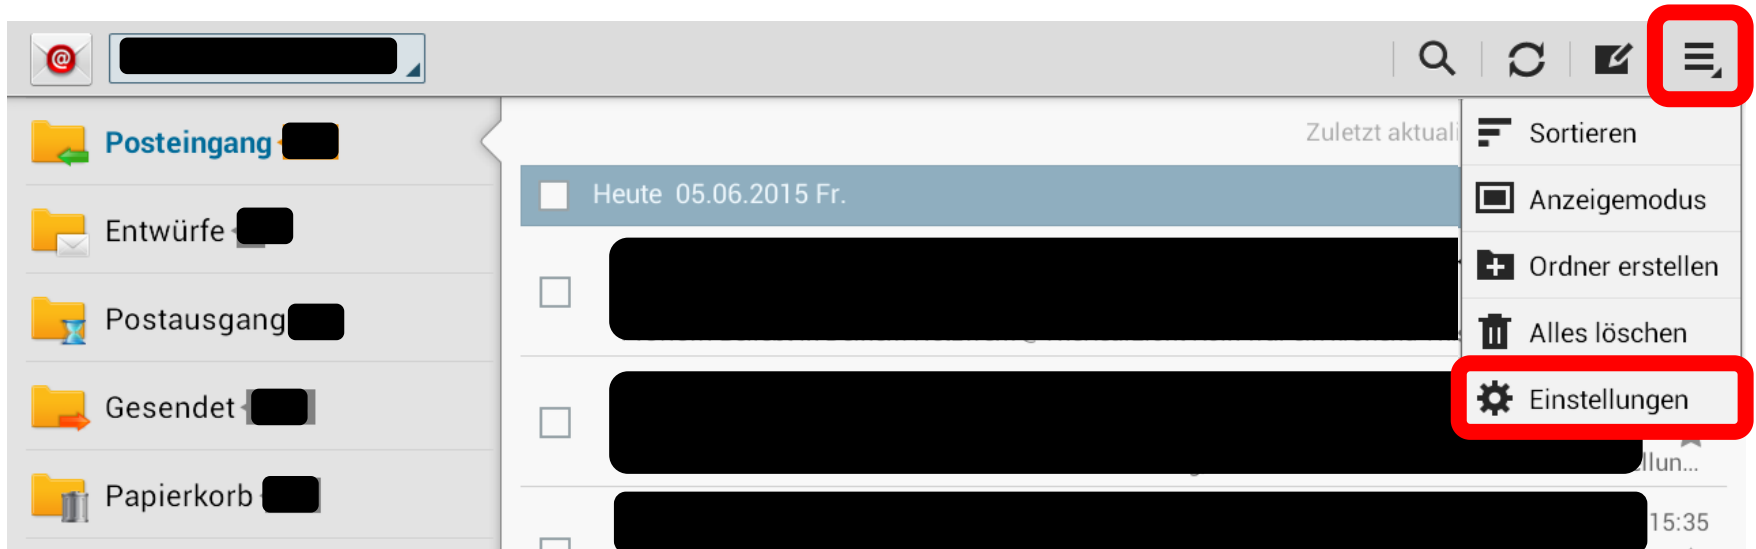 Posteingang
Entwürfe
Postausgang
Gesendet
Papierkorb
Zuletzt aktuali
Heute 05.06.2015 Fr.
15:35
Sortieren
Anzeigemodus
Ordner erstellen
Alles löschen
Einstellungen